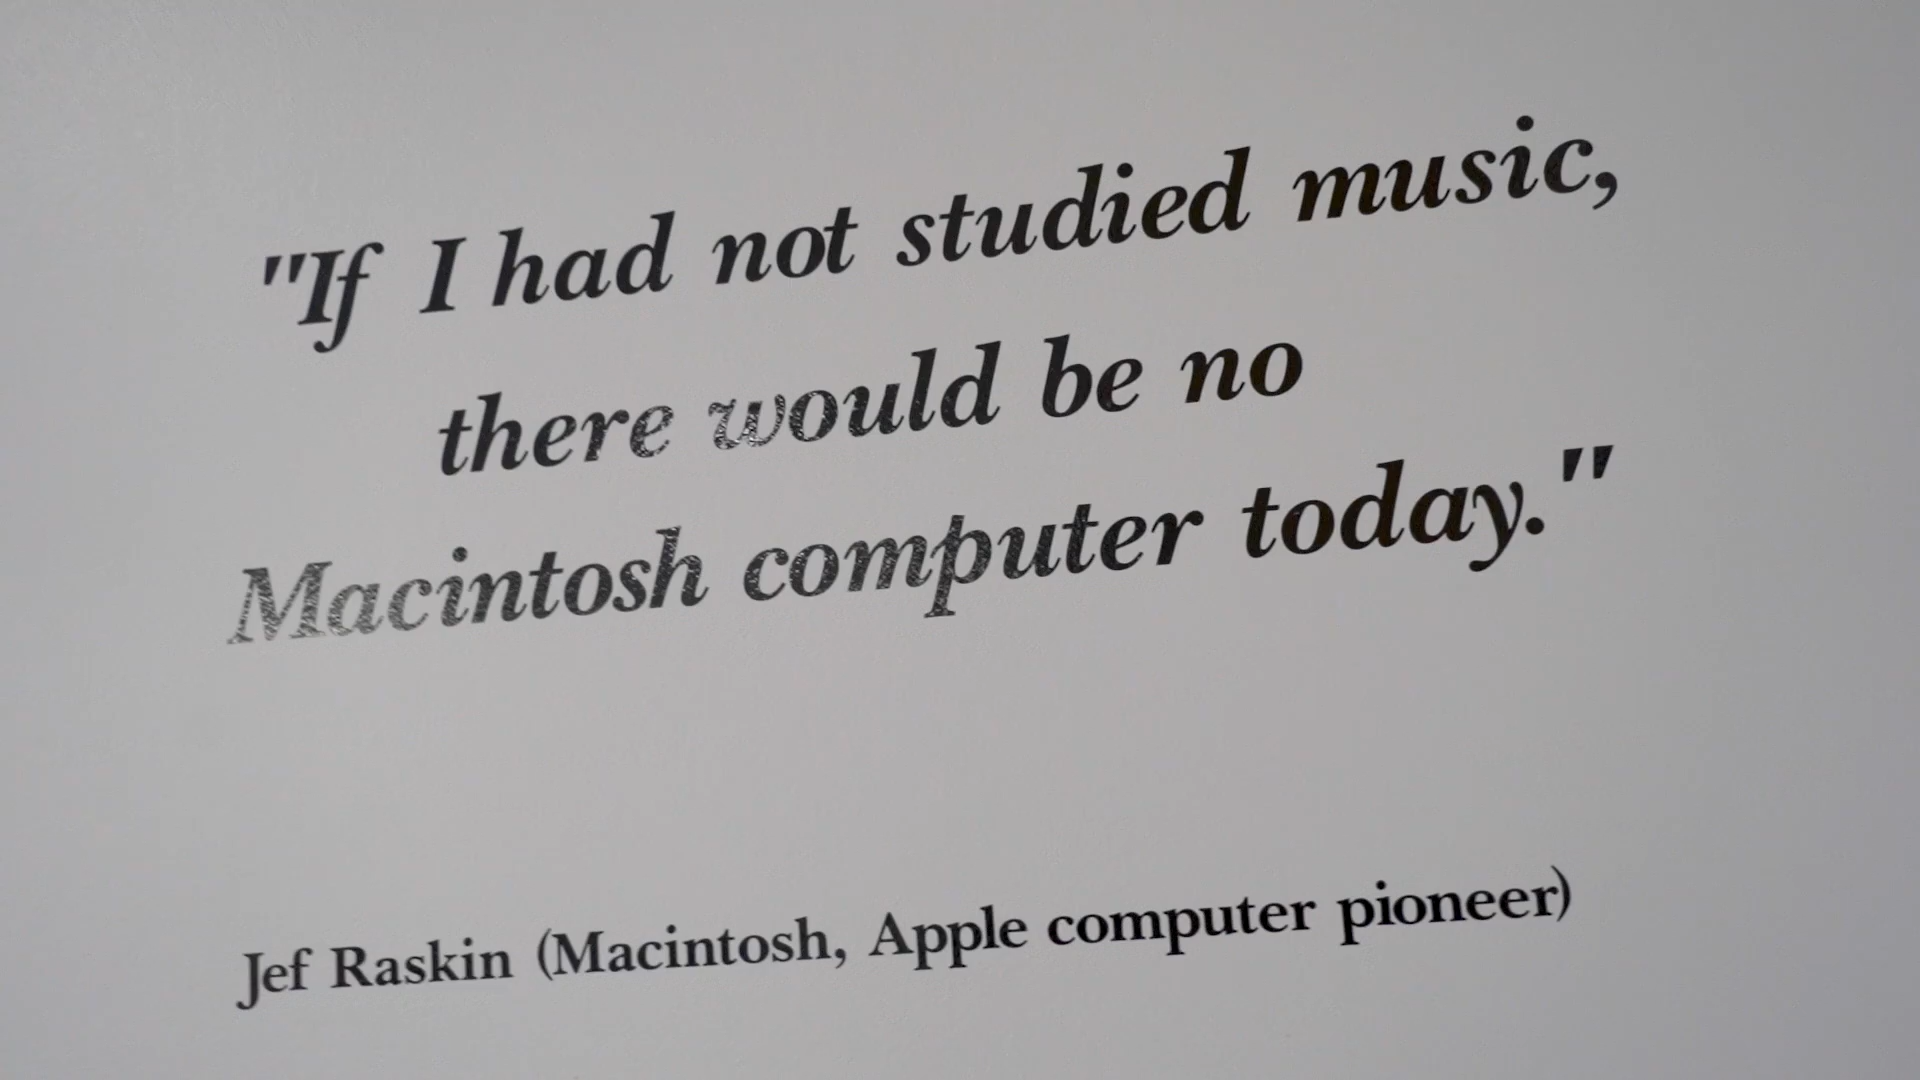 "If I had not studied music,
there would be no
Macintosh computer today."
Jef Raskin (Macintosh, Apple computer pioneer)